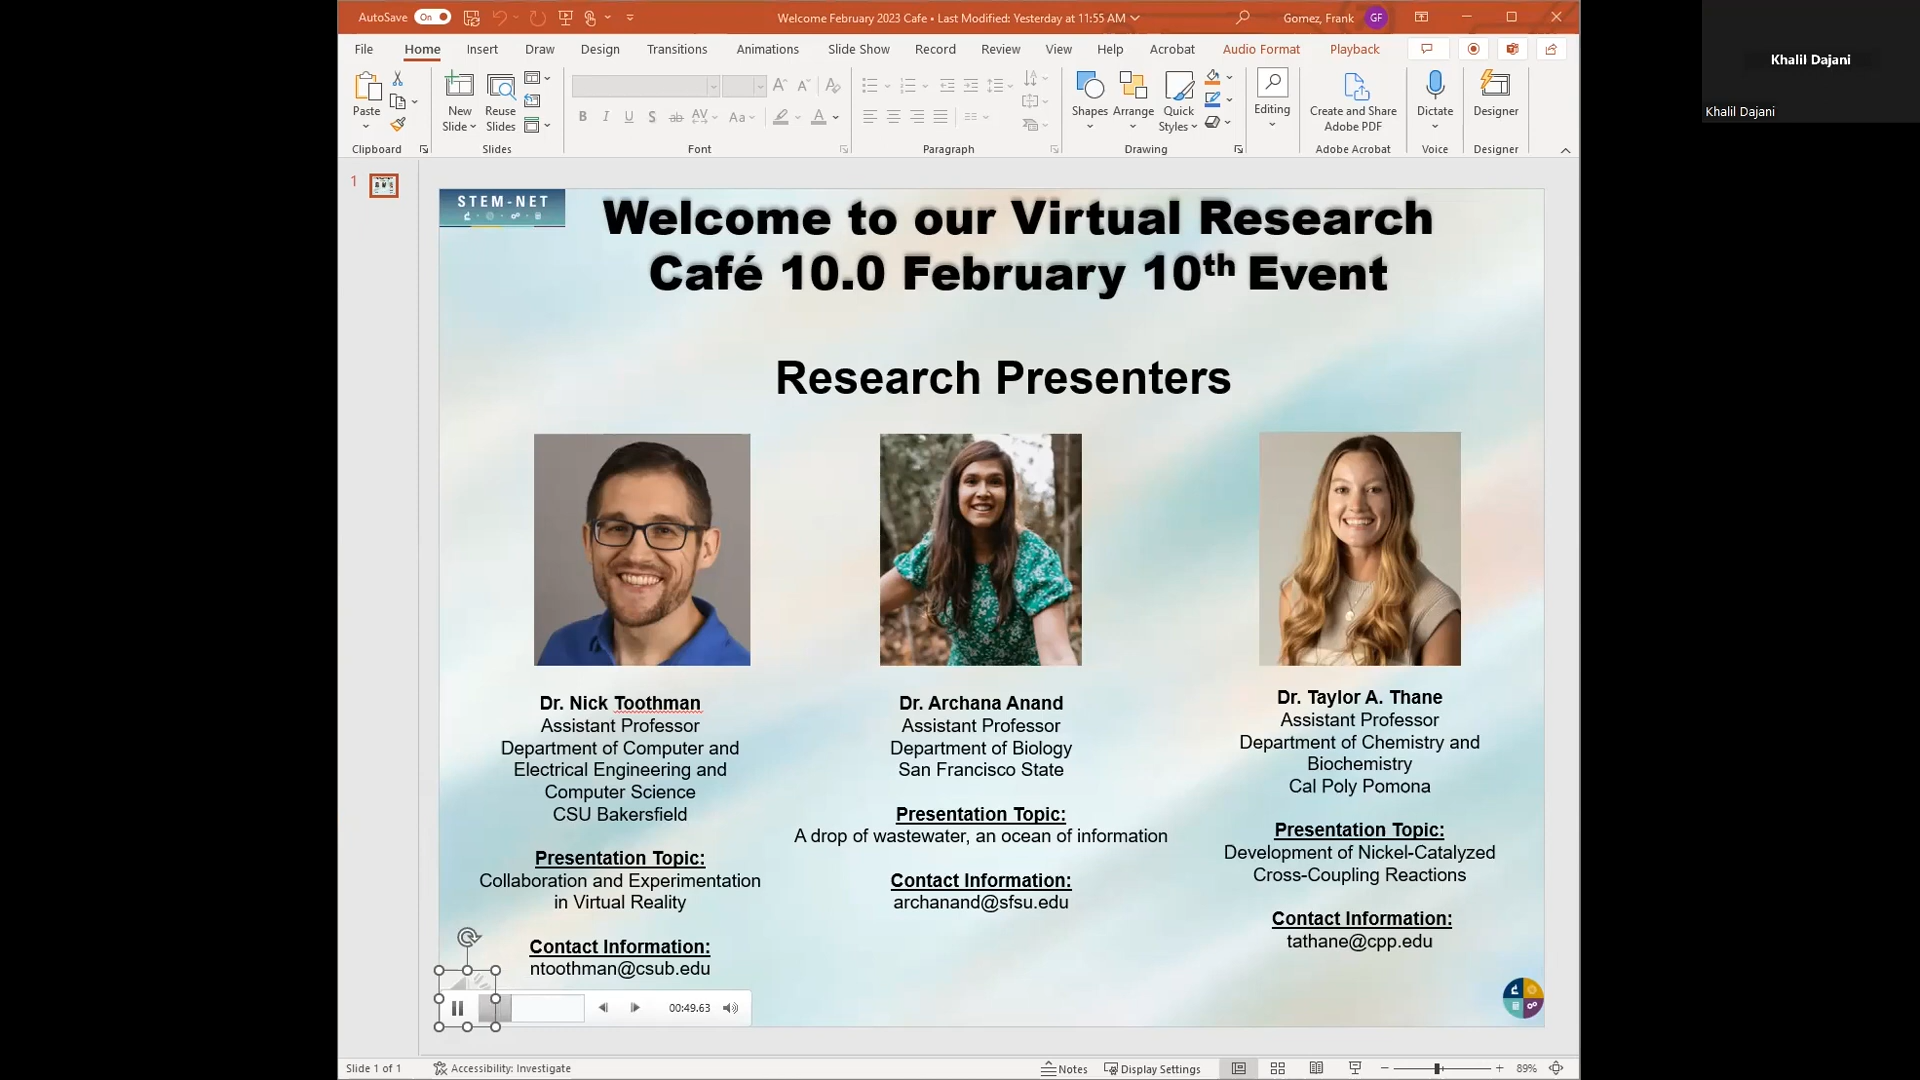 AutoSave On
Welcome February 2023 Cafe • Last Modified: Yesterday at 11:55 AM
Gomez, Frank GF
File Home Insert Draw Design Transitions Animations Slide Show Record Review View Help Acrobat Audio Format Playback
Paste
New Slide
Reuse Slides
B I U S ab AV Aa A
Shapes
Arrange
Quick Styles
Editing
Create and Share Adobe PDF
Dictate
Designer
Clipboard Slides Font Paragraph Drawing Adobe Acrobat Voice Designer
Khalil Dajani
Khalil Dajani
1
STEM-NET
Welcome to our Virtual Research
Café 10.0 February 10th Event
Research Presenters
Dr. Nick Toothman
Assistant Professor
Department of Computer and
Electrical Engineering and
Computer Science
CSU Bakersfield
Presentation Topic:
Collaboration and Experimentation
in Virtual Reality
Contact Information:
ntoothman@csub.edu
Dr. Archana Anand
Assistant Professor
Department of Biology
San Francisco State
Presentation Topic:
A drop of wastewater, an ocean of information
Contact Information:
archanand@sfsu.edu
Dr. Taylor A. Thane
Assistant Professor
Department of Chemistry and
Biochemistry
Cal Poly Pomona
Presentation Topic:
Development of Nickel-Catalyzed
Cross-Coupling Reactions
Contact Information:
tathane@cpp.edu
00:49.63
Slide 1 of 1 Accessibility: Investigate Notes Display Settings 89%